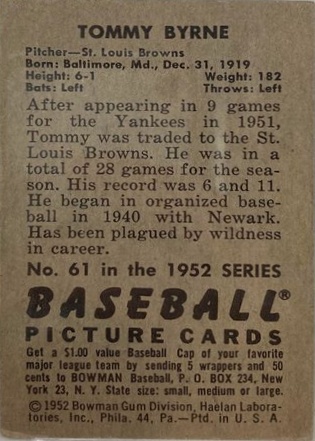 TOMMY BYRNE
Pitcher—St. Louis Browns
Born: Baltimore, Md., Dec. 31, 1919
Height: 6-1 Weight: 182
Bats: Left Throws: Left
After appearing in 9 games
for the Yankees in 1951,
Tommy was traded to the St.
Louis Browns. He was in a
total of 28 games for the sea-
son. His record was 6 and 11.
He began in organized base-
ball in 1940 with Newark.
Has been plagued by wildness
in career.
No. 61 in the 1952 SERIES
BASEBALL®
PICTURE CARDS
Get a $1.00 value Baseball Cap of your favorite
major league team by sending 5 wrappers and 50
cents to BOWMAN Baseball, P. O. BOX 234, New
York 23, N. Y. State size: small, medium or large.
©1952 Bowman Gum Division, Haelan Labora-
tories, Inc., Phila. 44, Pa.—Ptd. in U. S. A.